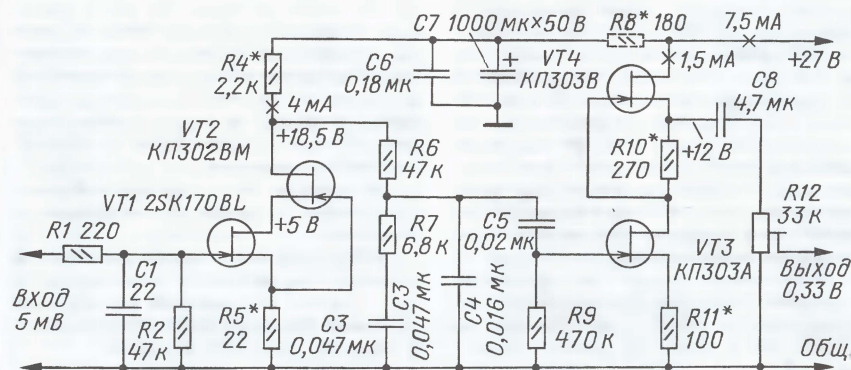 C7 1000 мк×50 В
R8* 180
7,5 мА
+27 В
R4*
2,2 к
C6
0,18 мк
VT4
КП303В
1,5 мА
C8
4,7 мк
4 мА
VT2
КП302ВМ
+18,5 В
R6
47 к
R10*
270
+12 В
VT1 2SK170BL
+5 В
R1 220
R7
6,8 к
C5
0,02 мк
R12
33 к
VT3
КП303А
Вход
5 мВ
C1
22
R2
47 к
R5*
22
C3
0,047 мк
C3
0,047 мк
C4
0,016 мк
R9
470 к
R11*
100
Выход
0,33 В
Общ